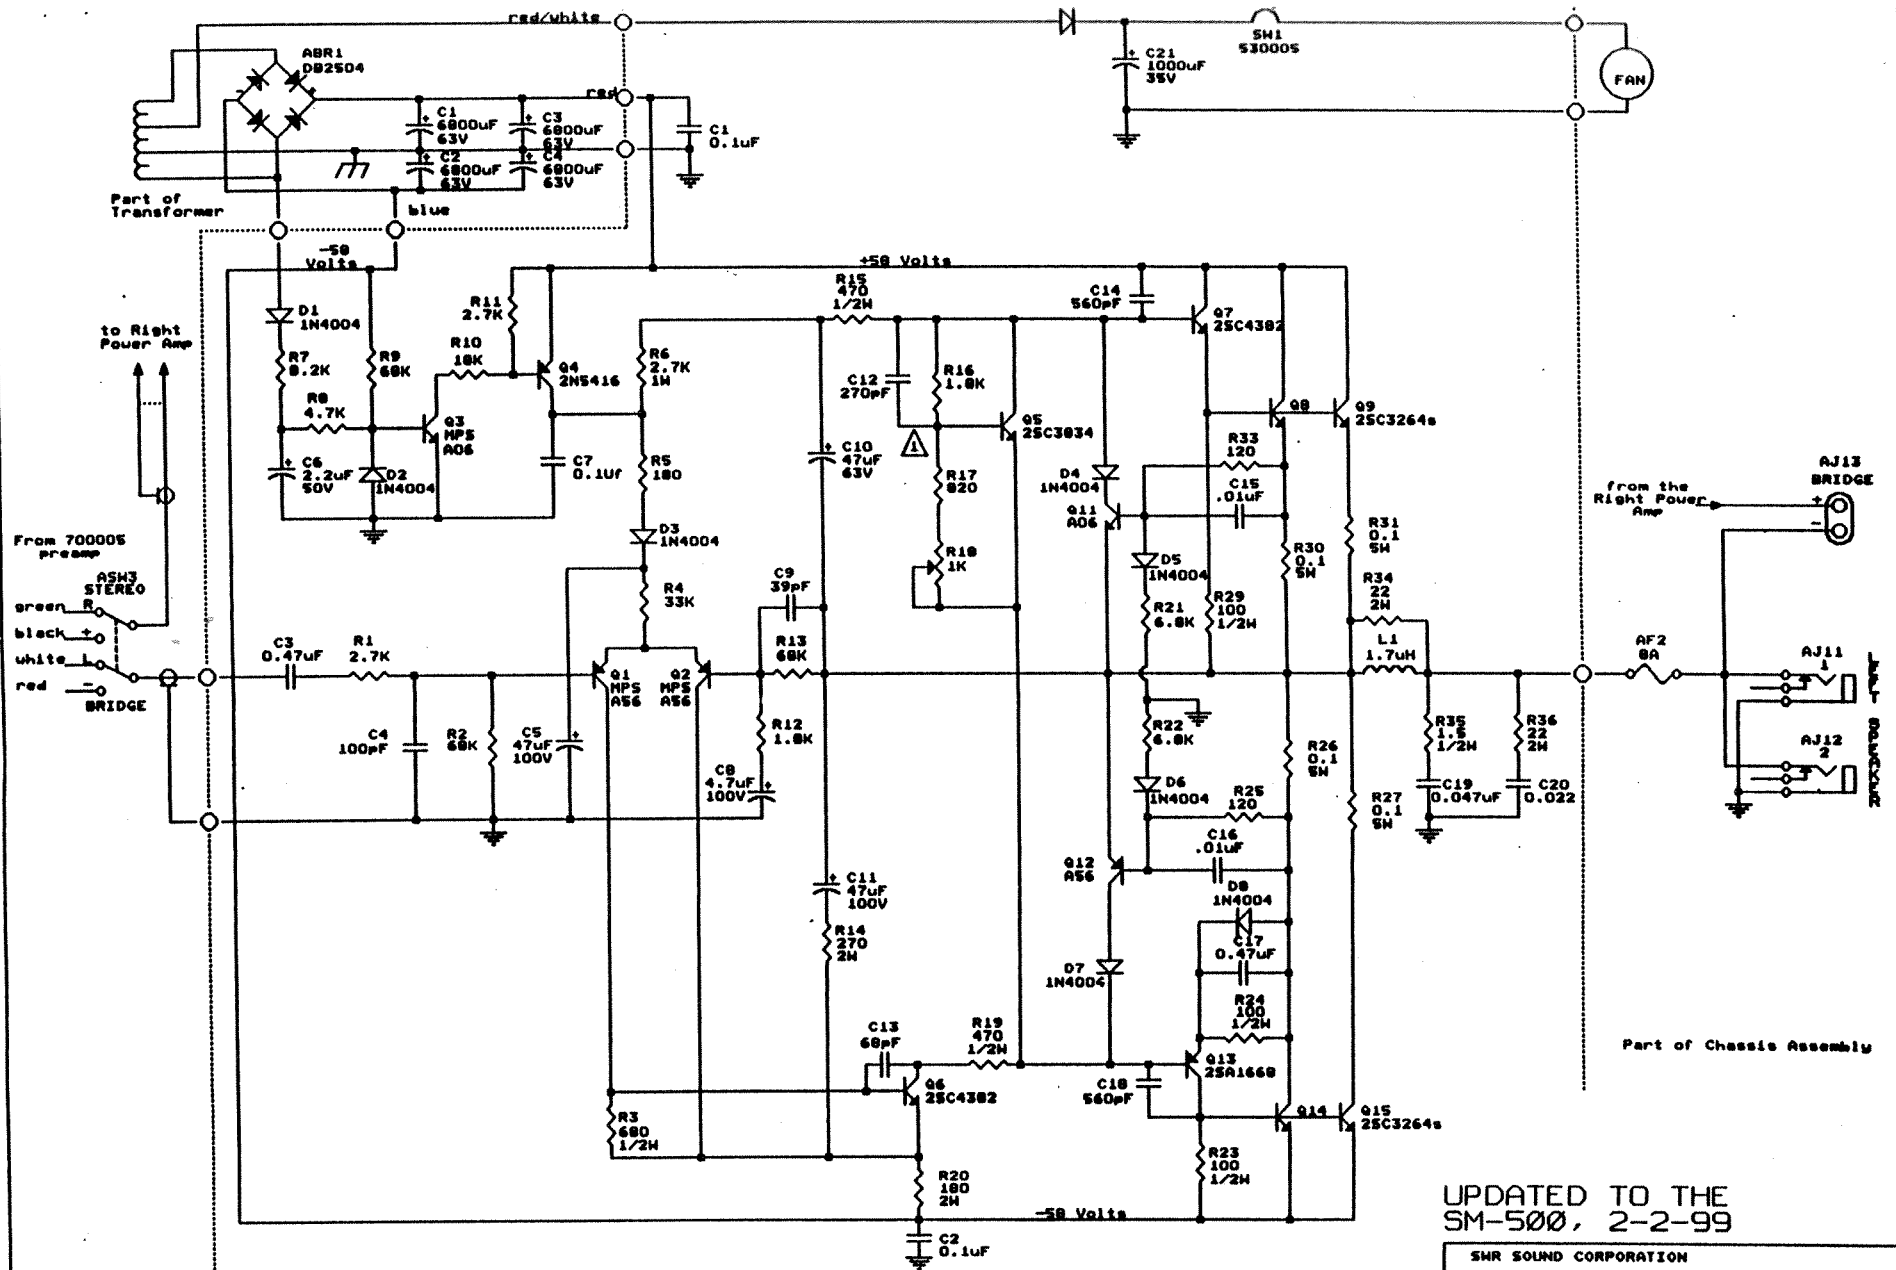 red/white
SW1
530005
C21
1000uF
35V
FAN
ABR1
DB2504
red
C1
6800uF
63V
C3
6800uF
63V
C1
0.1uF
C2
6800uF
63V
C4
6800uF
63V
Part of
Transformer
blue
-58
Volts
+58 Volts
D1
1N4004
R11
2.7K
R15
470
1/2W
C14
560pF
Q7
2SC4382
to Right
Power Amp
R7
8.2K
R9
68K
R10
18K
Q4
2N5416
R6
2.7K
1W
C12
270pF
R16
1.8K
R8
4.7K
Q3
MPS
A06
Q5
2SC3834
Q8
Q9
2SC3264s
1
C6
2.2uF
50V
D2
1N4004
C7
0.1Uf
R5
180
C10
47uF
63V
R17
820
D4
1N4004
R33
120
C15
.01uF
Q11
A06
AJ13
BRIDGE
from the
Right Power
Amp
+
-
D3
1N4004
R18
1K
D5
1N4004
R30
0.1
5W
R31
0.1
5W
From 700005
preamp
ASW3
STEREO
green
R
black
+
white
L
red
-
BRIDGE
C9
39pF
R4
33K
R21
6.8K
R29
100
1/2W
R34
22
2W
C3
0.47uF
R1
2.7K
R13
68K
L1
1.7uH
AF2
8A
AJ11
1
Q1
MPS
A56
Q2
MPS
A56
C4
100pF
R2
68K
C5
47uF
100V
R12
1.8K
C8
4.7uF
100V
R22
6.8K
R26
0.1
5W
R35
1.5
1/2W
R36
22
2W
AJ12
2
D6
1N4004
R25
120
R27
0.1
5W
C19
0.047uF
C20
0.022
C16
.01uF
Q12
A56
C11
47uF
100V
D8
1N4004
R14
270
2W
C17
0.47uF
D7
1N4004
R24
100
1/2W
C13
68pF
R19
470
1/2W
Q13
2SA1668
Part of Chassis Assembly
Q6
2SC4382
C18
560pF
R3
680
1/2W
Q14
Q15
2SC3264s
R23
100
1/2W
R20
180
2W
-58 Volts
C2
0.1uF
UPDATED TO THE
SM-500, 2-2-99
SWR SOUND CORPORATION